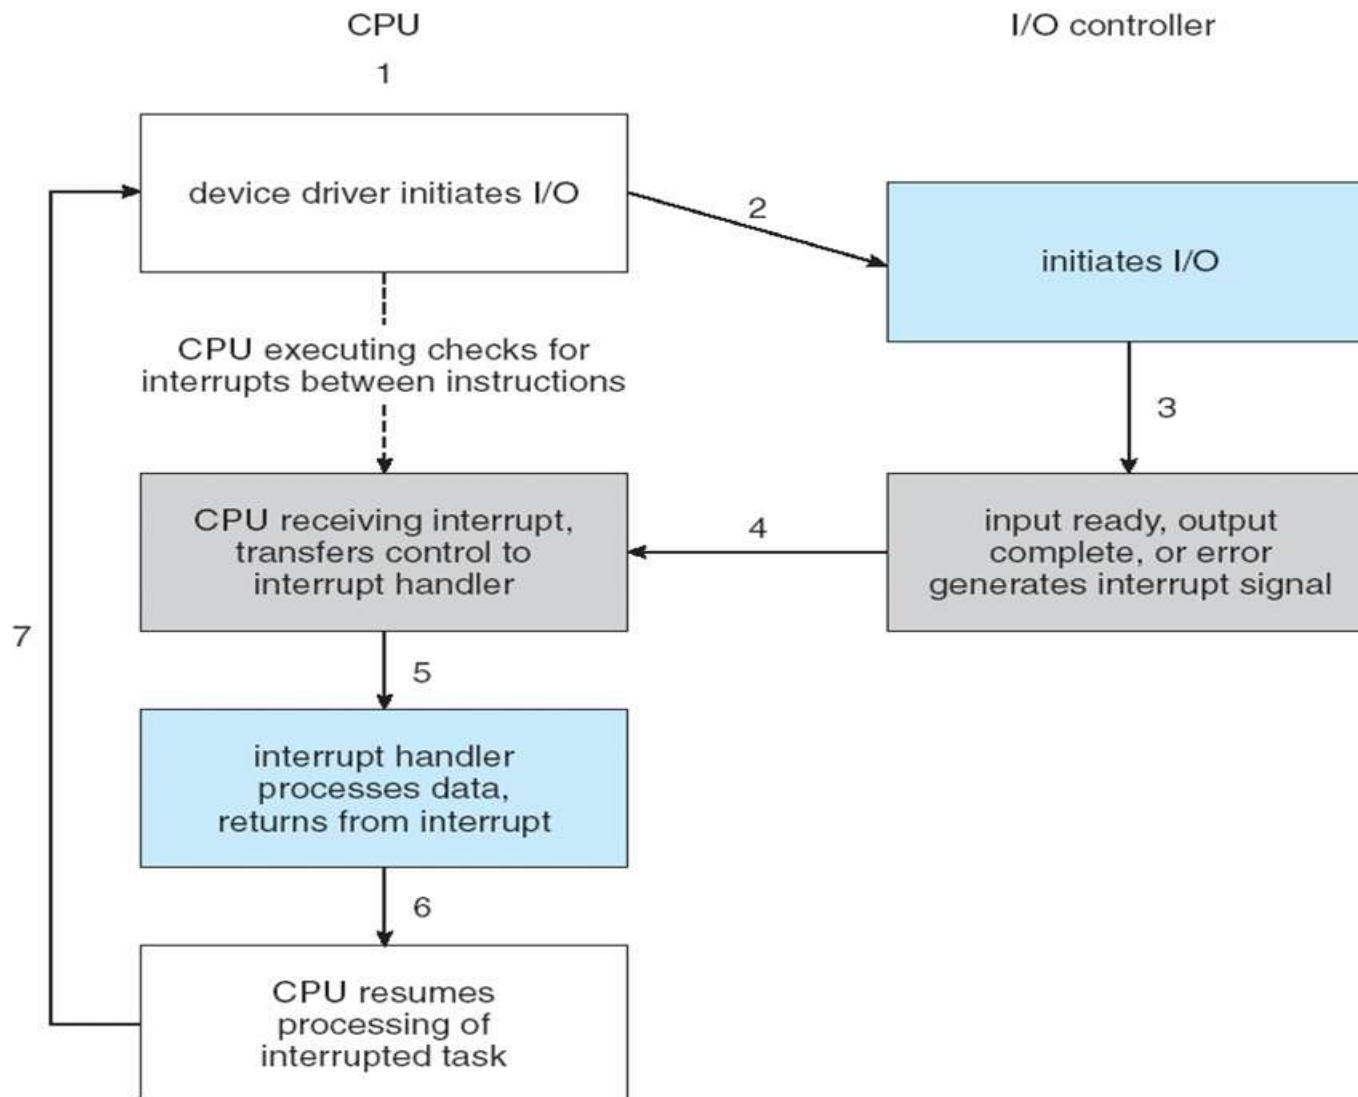 CPU
I/O controller
1
device driver initiates I/O
2
initiates I/O
CPU executing checks for
interrupts between instructions
3
CPU receiving interrupt,
transfers control to
interrupt handler
4
input ready, output
complete, or error
generates interrupt signal
7
5
interrupt handler
processes data,
returns from interrupt
6
CPU resumes
processing of
interrupted task